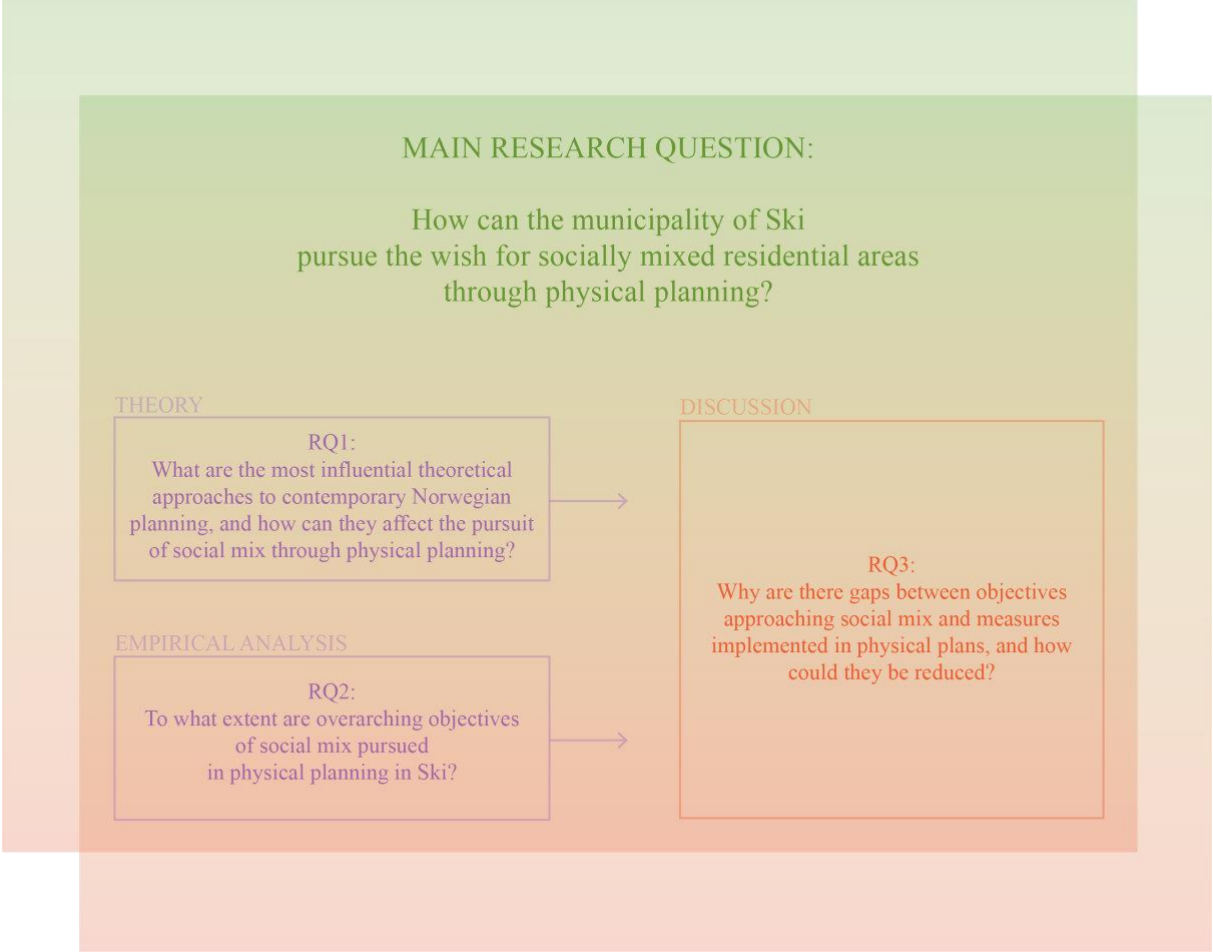 MAIN RESEARCH QUESTION:
How can the municipality of Ski
pursue the wish for socially mixed residential areas
through physical planning?
THEORY
RQ1:
What are the most influential theoretical
approaches to contemporary Norwegian
planning, and how can they affect the pursuit
of social mix through physical planning?
EMPIRICAL ANALYSIS
RQ2:
To what extent are overarching objectives
of social mix pursued
in physical planning in Ski?
DISCUSSION
RQ3:
Why are there gaps between objectives
approaching social mix and measures
implemented in physical plans, and how
could they be reduced?